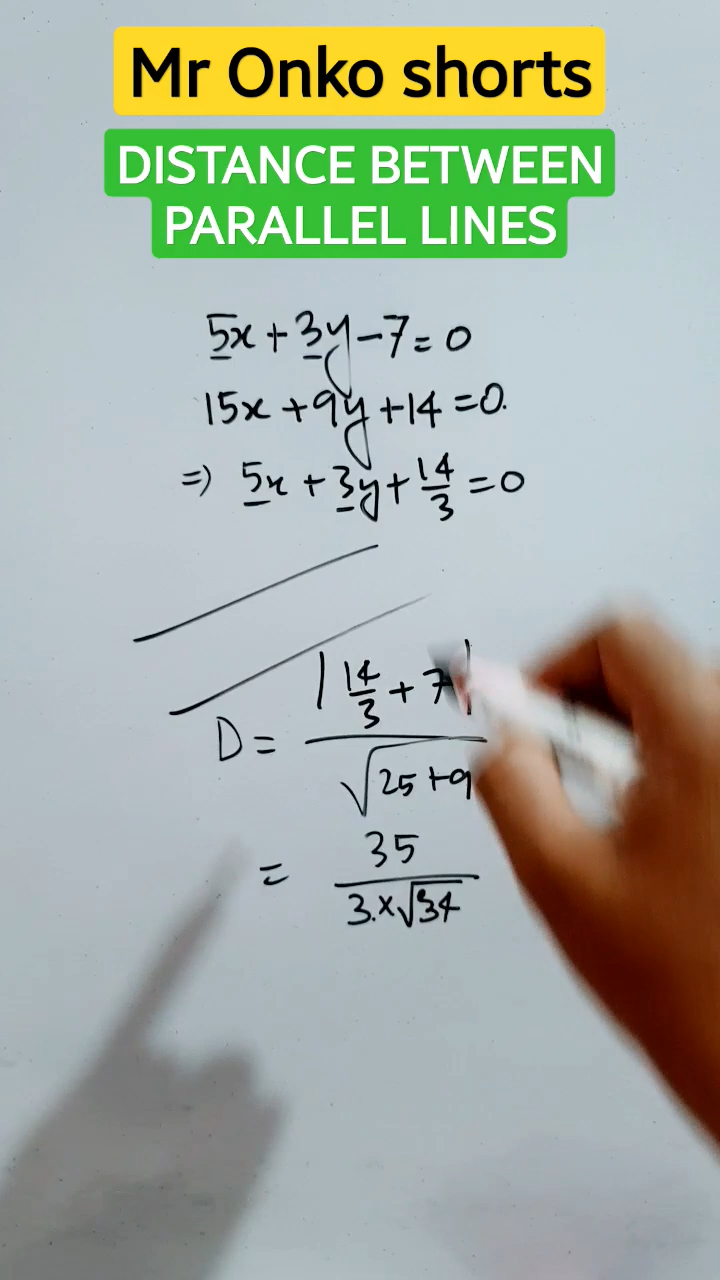 Mr Onko shorts
DISTANCE BETWEEN
PARALLEL LINES
5x + 3y - 7 = 0
15x + 9y + 14 = 0.
⇒ 5x + 3y + 14/3 = 0
D = |14/3 + 7| / √25 + 9
= 35 / 3.×√34